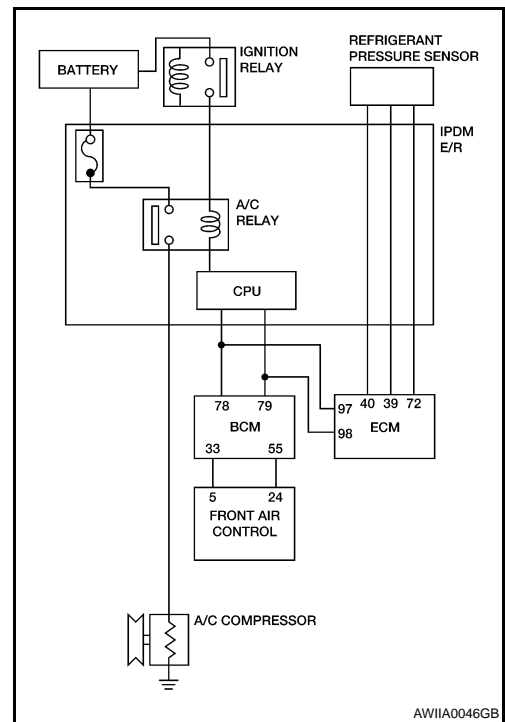 IGNITION
RELAY
BATTERY
REFRIGERANT
PRESSURE SENSOR
IPDM
E/R
A/C
RELAY
CPU
78 79
BCM
33 55
97 40 39 72
98 ECM
5 24
FRONT AIR
CONTROL
A/C COMPRESSOR
AWIIA0046GB